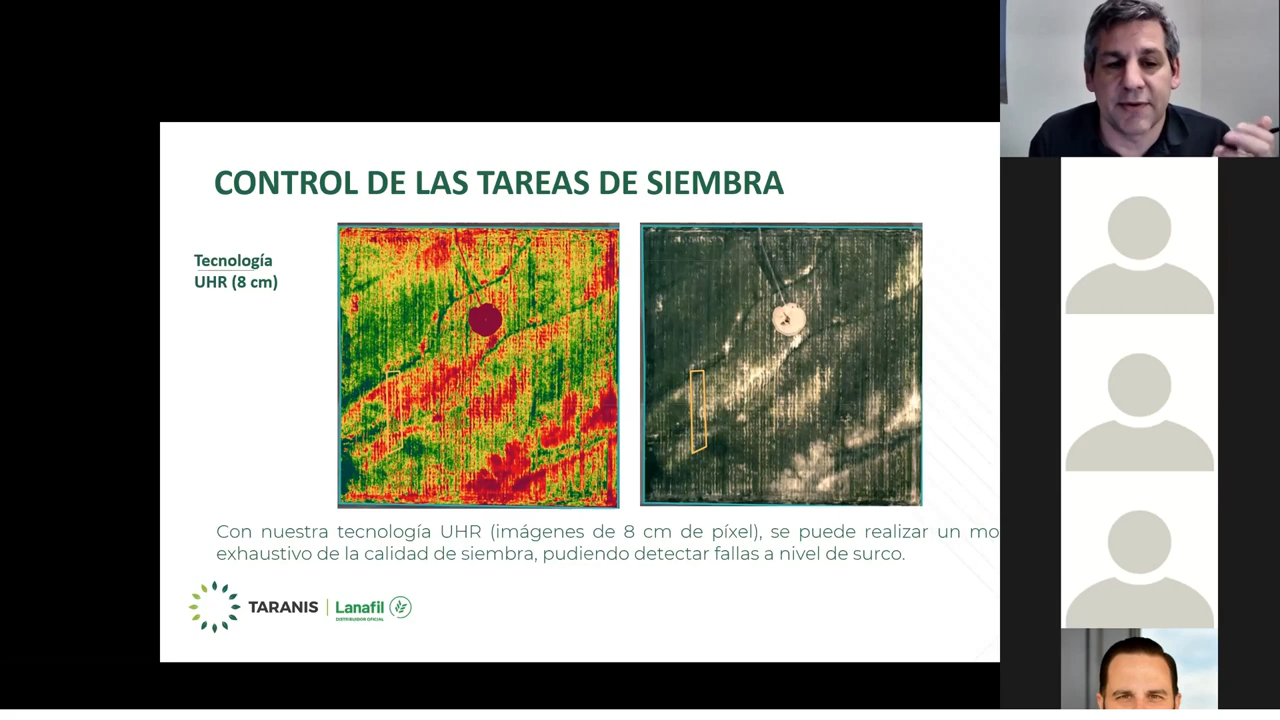 CONTROL DE LAS TAREAS DE SIEMBRA
Tecnología
UHR (8 cm)
Con nuestra tecnología UHR (imágenes de 8 cm de píxel), se puede realizar un mo
exhaustivo de la calidad de siembra, pudiendo detectar fallas a nivel de surco.
TARANIS | Lanafil
DISTRIBUIDOR OFICIAL